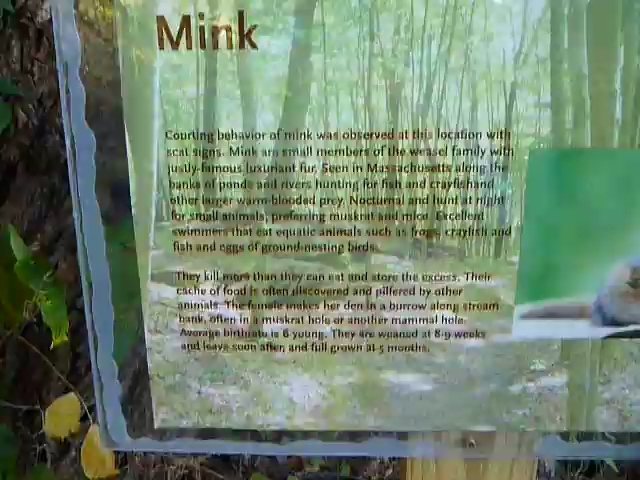 Mink
Courting behavior of mink was observed at this location with
scat signs. Mink are small members of the weasel family with
justly-famous luxuriant fur. Seen in Massachusetts along the
banks of ponds and rivers hunting for fish and crayfish and
other larger warm-blooded prey. Nocturnal and hunt at night
for small animals, preferring muskrat and mice. Excellent
swimmers that eat equatic animals such as frogs, crayfish and
fish and eggs of ground-nesting birds.
They kill more than they can eat and store the excess. Their
cache of food is often discovered and pilfered by other
animals. The female makes her den in a burrow along stream
bank, often in a muskrat hole or another mammal hole.
Average birthrate is 6 young. They are weaned at 8-9 weeks
and leave soon after, and full grown at 5 months.